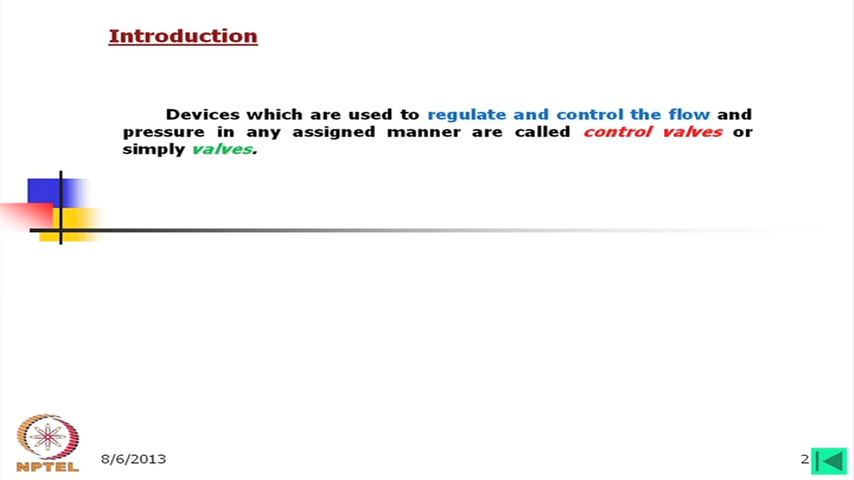 Introduction
Devices which are used to regulate and control the flow and
pressure in any assigned manner are called control valves or
simply valves.
NPTEL
8/6/2013
2